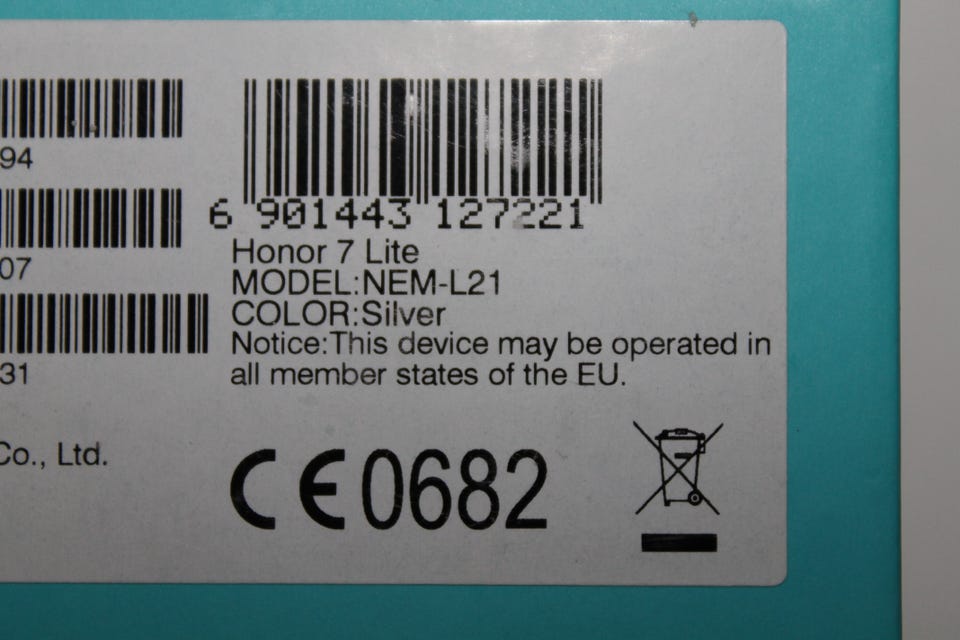 94
07
31
Co., Ltd.
6 901443 127221
Honor 7 Lite
MODEL:NEM-L21
COLOR:Silver
Notice:This device may be operated in
all member states of the EU.
CE0682